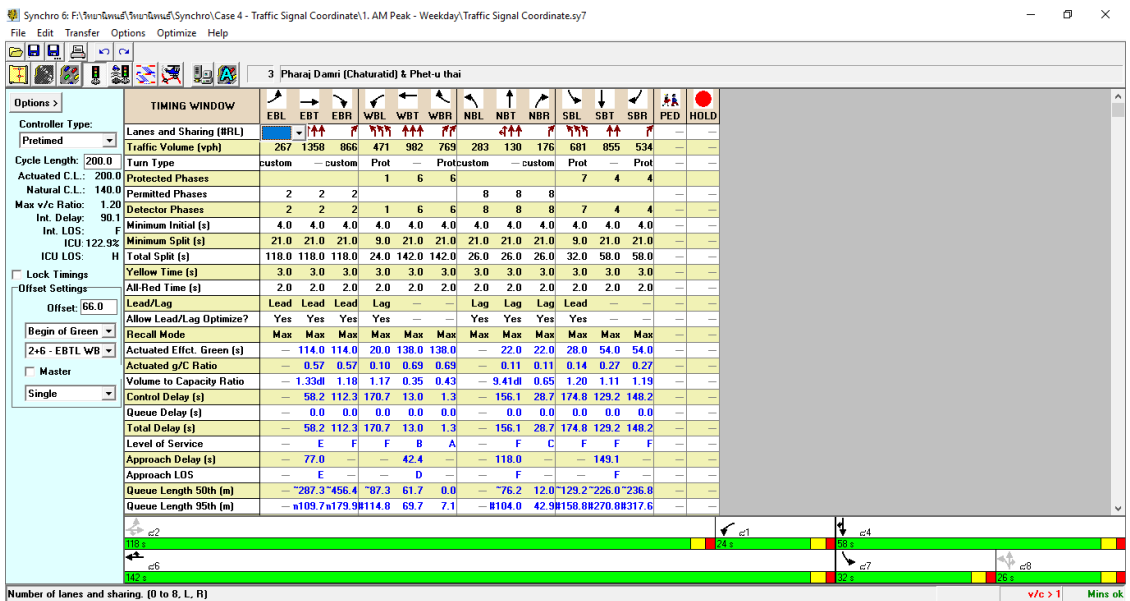 Synchro 6: F:\วิทยานิพนธ์\วิทยานิพนธ์\Synchro\Case 4 - Traffic Signal Coordinate\1. AM Peak - Weekday\Traffic Signal Coordinate.sy7
File Edit Transfer Options Optimize Help
3 Pharaj Damri (Chaturatid) & Phet-u thai
Options >
Controller Type:
Pretimed
Cycle Length: 200.0
Actuated C.L.: 200.0
Natural C.L.: 140.0
Max v/c Ratio: 1.20
Int. Delay: 90.1
Int. LOS: F
ICU: 122.9%
ICU LOS: H
Lock Timings
Offset Settings
Offset: 66.0
Begin of Green
2+6 - EBTL WB
Master
Single
TIMING WINDOW EBL EBT EBR WBL WBT WBR NBL NBT NBR SBL SBT SBR PED HOLD
Lanes and Sharing (#RL) — —
Traffic Volume (vph) 267 1358 866 471 982 769 283 130 176 681 855 534 — —
Turn Type custom — custom Prot — Prot custom — custom Prot — Prot — —
Protected Phases 1 6 6 7 4 4 — —
Permitted Phases 2 2 2 8 8 8 — —
Detector Phases 2 2 2 1 6 6 8 8 8 7 4 4 — —
Minimum Initial (s) 4.0 4.0 4.0 4.0 4.0 4.0 4.0 4.0 4.0 4.0 4.0 4.0 — —
Minimum Split (s) 21.0 21.0 21.0 9.0 21.0 21.0 21.0 21.0 21.0 9.0 21.0 21.0 — —
Total Split (s) 118.0 118.0 118.0 24.0 142.0 142.0 26.0 26.0 26.0 32.0 58.0 58.0 — —
Yellow Time (s) 3.0 3.0 3.0 3.0 3.0 3.0 3.0 3.0 3.0 3.0 3.0 3.0 — —
All-Red Time (s) 2.0 2.0 2.0 2.0 2.0 2.0 2.0 2.0 2.0 2.0 2.0 2.0 — —
Lead/Lag Lead Lead Lead Lag — — Lag Lag Lag Lead — — — —
Allow Lead/Lag Optimize? Yes Yes Yes Yes — — Yes Yes Yes Yes — — — —
Recall Mode Max Max Max Max Max Max Max Max Max Max Max Max — —
Actuated Effct. Green (s) — 114.0 114.0 20.0 138.0 138.0 — 22.0 22.0 28.0 54.0 54.0 — —
Actuated g/C Ratio — 0.57 0.57 0.10 0.69 0.69 — 0.11 0.11 0.14 0.27 0.27 — —
Volume to Capacity Ratio — 1.33dl 1.18 1.17 0.35 0.43 — 9.41dl 0.65 1.20 1.11 1.19 — —
Control Delay (s) — 58.2 112.3 170.7 13.0 1.3 — 156.1 28.7 174.8 129.2 148.2 — —
Queue Delay (s) — 0.0 0.0 0.0 0.0 0.0 — 0.0 0.0 0.0 0.0 0.0 — —
Total Delay (s) — 58.2 112.3 170.7 13.0 1.3 — 156.1 28.7 174.8 129.2 148.2 — —
Level of Service — E F F B A — F C F F F — —
Approach Delay (s) — 77.0 — — 42.4 — — 118.0 — — 149.1 — — —
Approach LOS — E — — D — — F — — F — — —
Queue Length 50th (m) — ~287.3 ~456.4 ~87.3 61.7 0.0 — ~76.2 12.0 ~129.2 ~226.0 ~236.8 — —
Queue Length 95th (m) — m109.7 m179.9 #114.8 69.7 7.1 — #104.0 42.9 #158.8 #270.8 #317.6 — —
ø2 ø1 ø4
118 s 24 s 58 s
ø6 ø7 ø8
142 s 32 s 26 s
Number of lanes and sharing. (0 to 8, L, R) v/c > 1 Mins ok